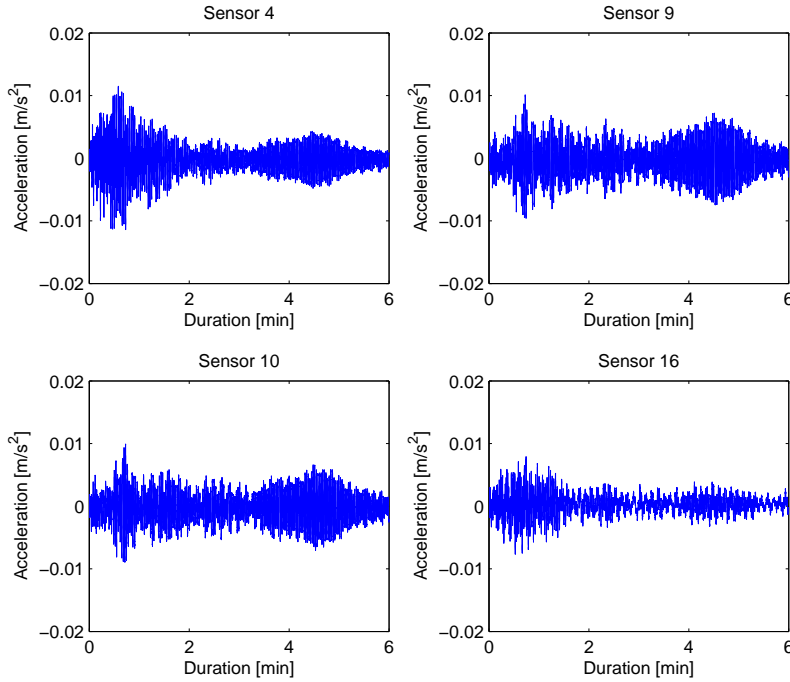 Sensor 4
0.02
0.01
0
−0.01
−0.02
Acceleration [m/s²]
0 2 4 6
Duration [min]
Sensor 9
0.02
0.01
0
−0.01
−0.02
Acceleration [m/s²]
0 2 4 6
Duration [min]
Sensor 10
0.02
0.01
0
−0.01
−0.02
Acceleration [m/s²]
0 2 4 6
Duration [min]
Sensor 16
0.02
0.01
0
−0.01
−0.02
Acceleration [m/s²]
0 2 4 6
Duration [min]